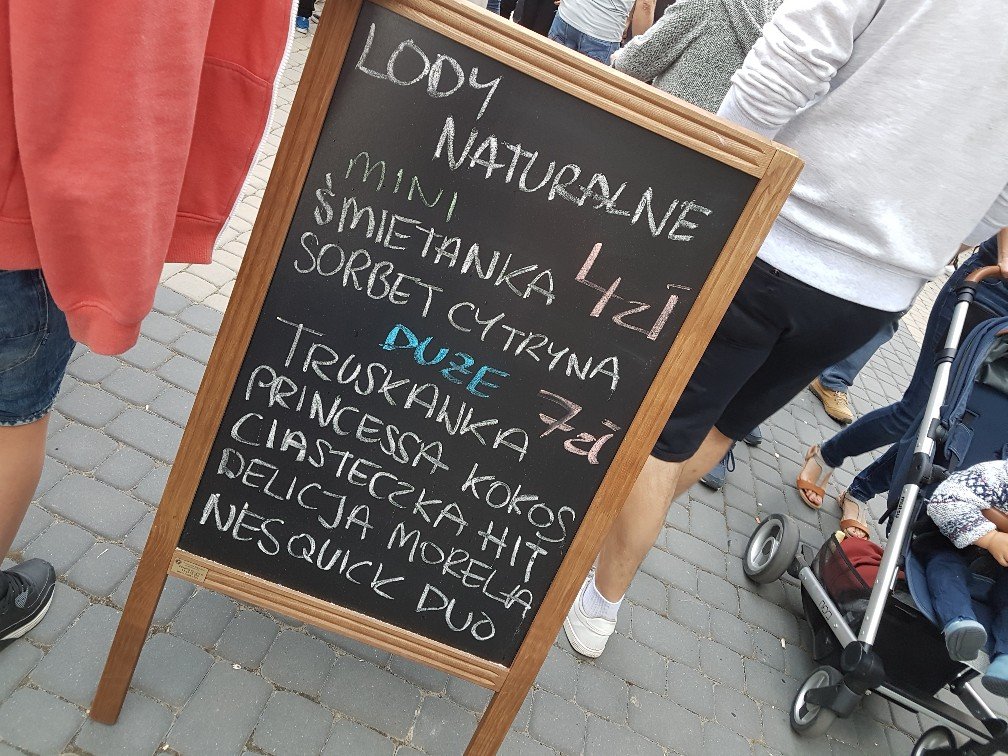 LODY
NATURALNE
MINI
ŚMIETANKA 4zł
SORBET CYTRYNA
DUŻE
TRUSKAWKA 7zł
PRINCESSA KOKOS
CIASTECZKA HIT
DELICJA MORELA
NESQUICK DUO